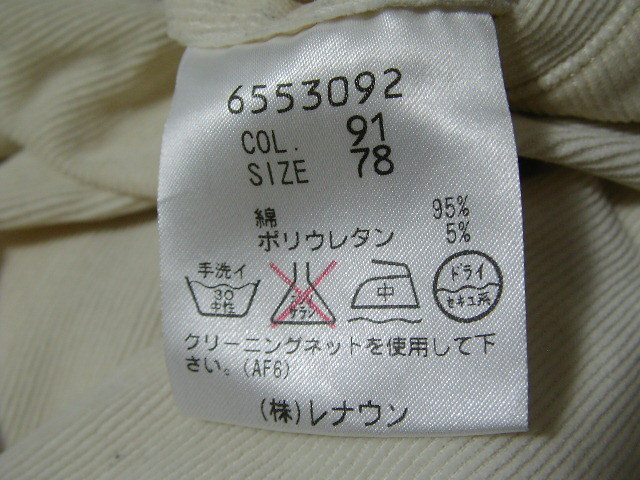 6553092
COL. 91
SIZE 78
綿 95%
ポリウレタン 5%
手洗イ
30
中性
エンソ
サラシ
中
ドライ
セキユ系
クリーニングネットを使用して下
さい。(AF6)
(株)レナウン